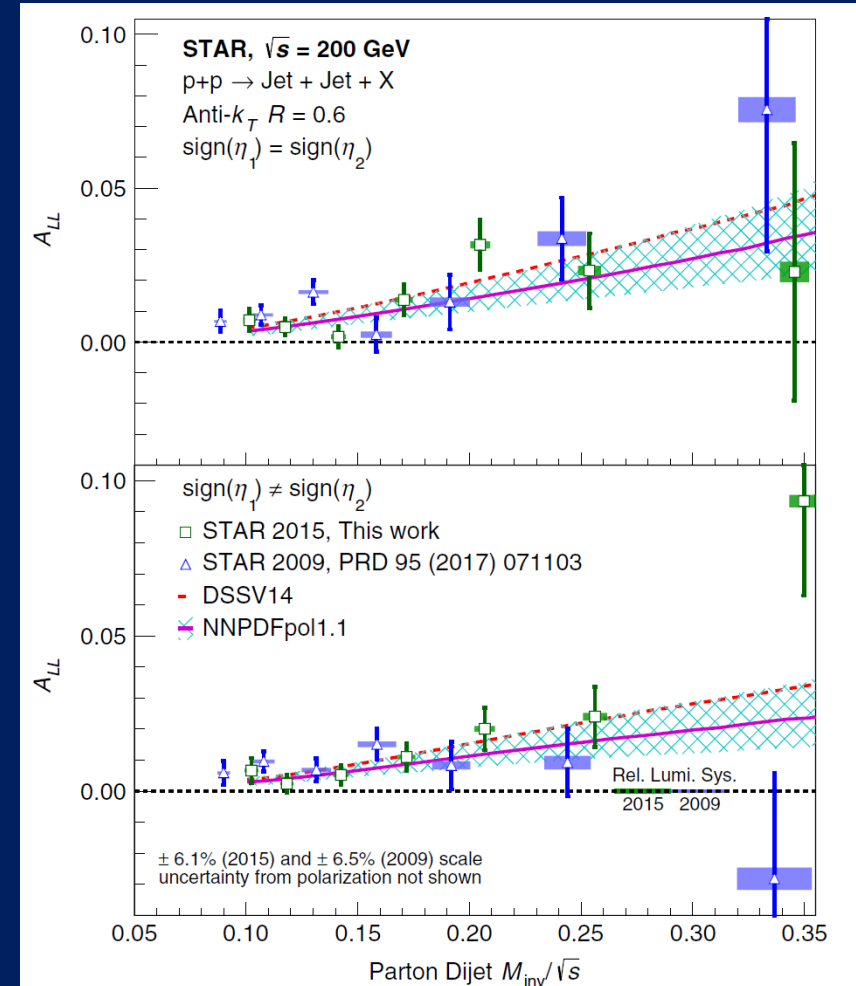 0.10
STAR, √s = 200 GeV
p+p → Jet + Jet + X
Anti-k_T R = 0.6
sign(η_1) = sign(η_2)
0.05
A_LL
0.00
0.10
sign(η_1) ≠ sign(η_2)
STAR 2015, This work
STAR 2009, PRD 95 (2017) 071103
DSSV14
NNPDFpol1.1
0.05
A_LL
Rel. Lumi. Sys.
0.00
2015 2009
± 6.1% (2015) and ± 6.5% (2009) scale
uncertainty from polarization not shown
0.05 0.10 0.15 0.20 0.25 0.30 0.35
Parton Dijet M_inv/√s